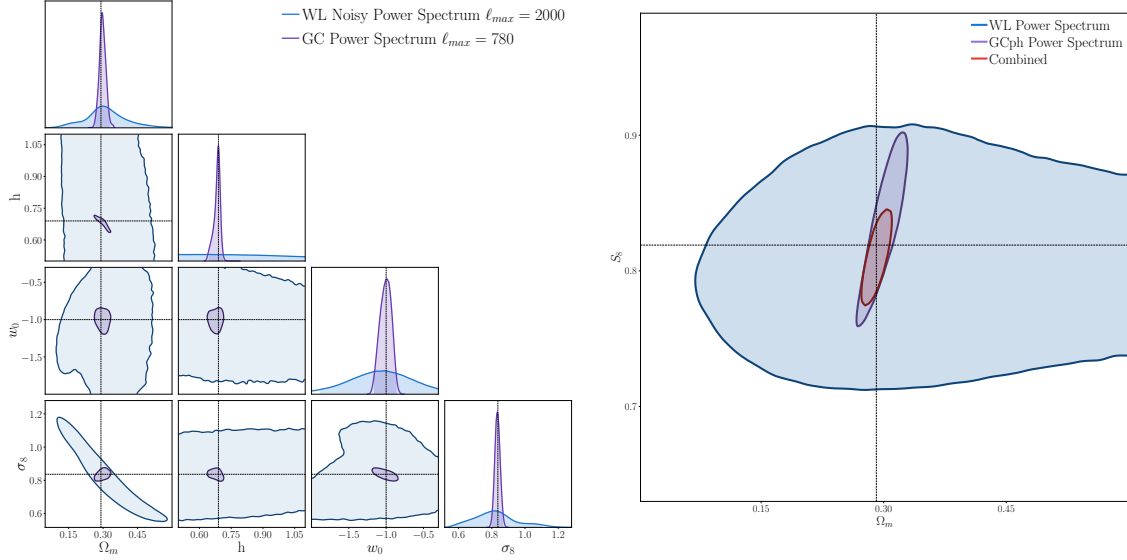 WL Noisy Power Spectrum ℓmax = 2000
GC Power Spectrum ℓmax = 780
1.05
0.90
0.75
0.60
h
−0.5
−1.0
−1.5
w0
1.2
1.0
0.8
0.6
σ8
0.15 0.30 0.45
Ωm
0.60 0.75 0.90 1.05
h
−1.5 −1.0 −0.5
w0
0.6 0.8 1.0 1.2
σ8
WL Power Spectrum
GCph Power Spectrum
Combined
0.9
0.8
0.7
S8
0.15 0.30 0.45
Ωm